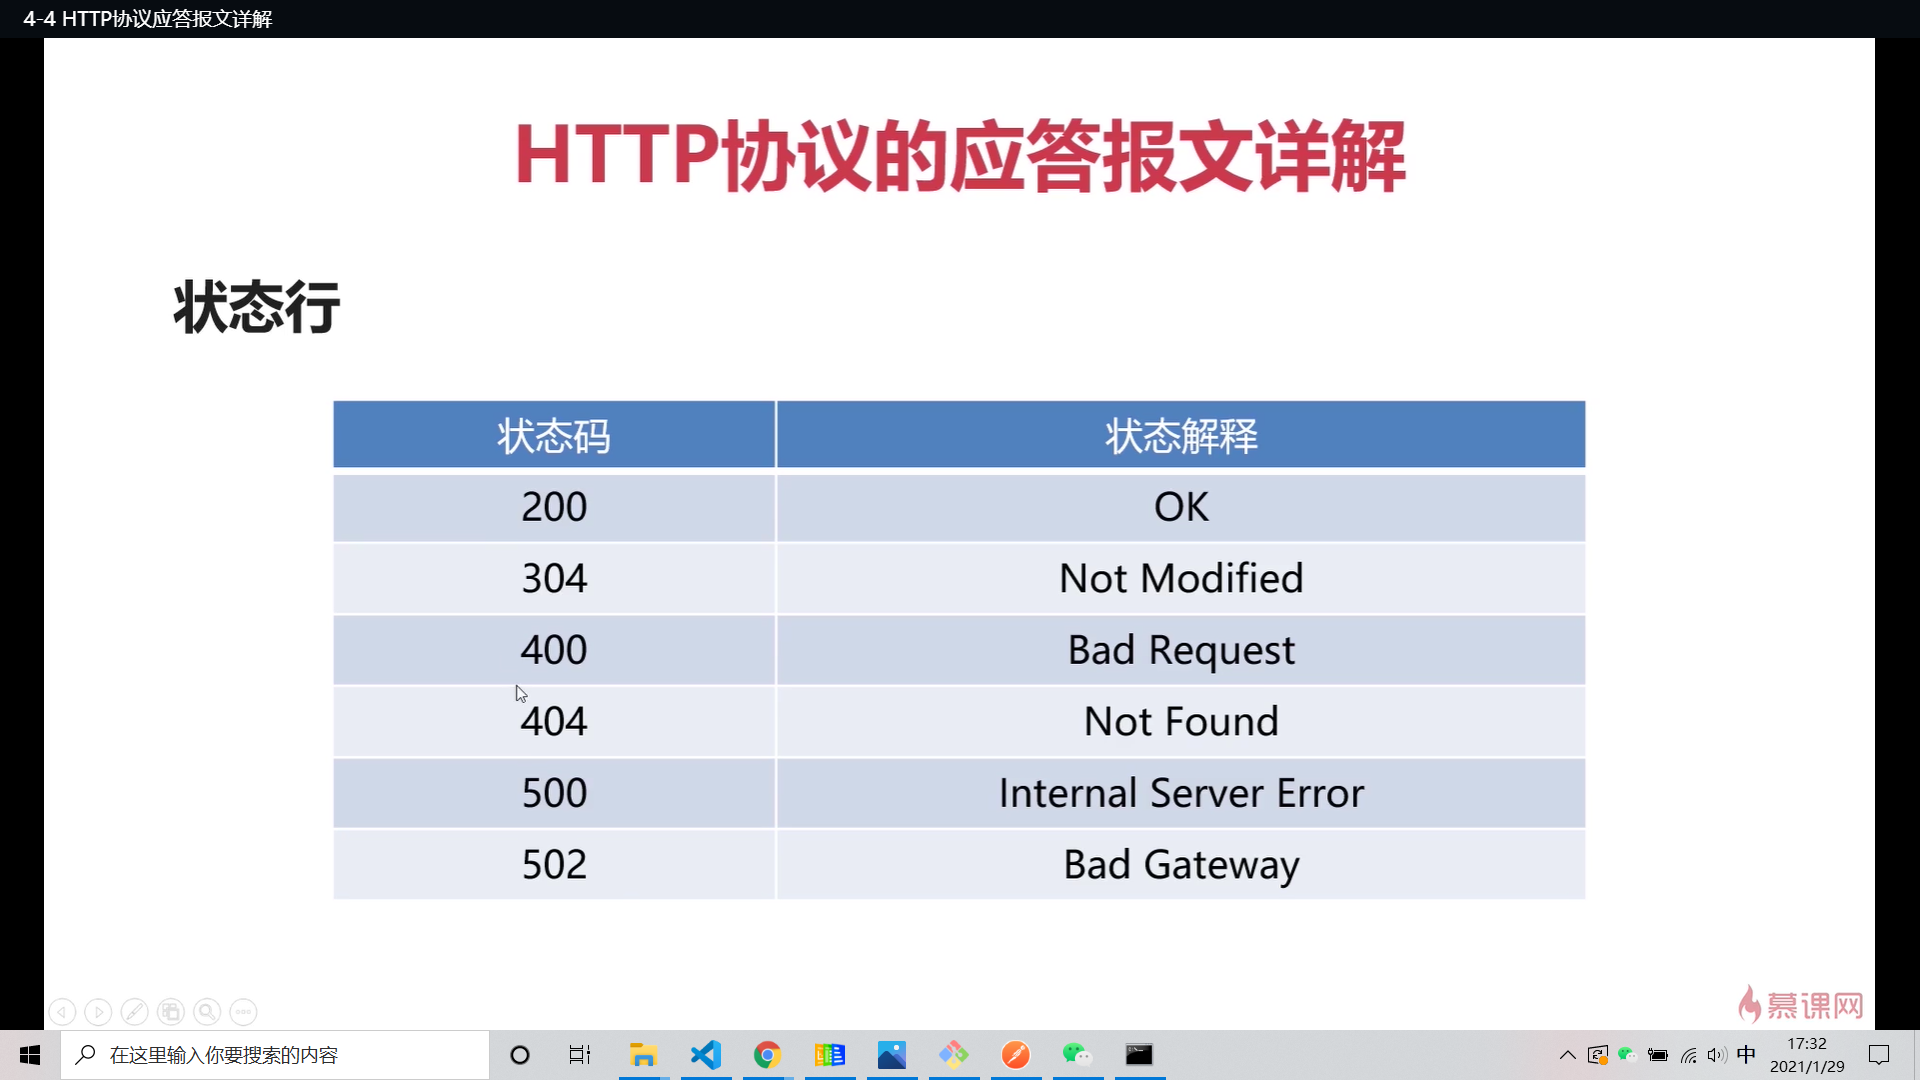 4-4 HTTP协议应答报文详解
HTTP协议的应答报文详解
状态行
状态码 状态解释
200 OK
304 Not Modified
400 Bad Request
404 Not Found
500 Internal Server Error
502 Bad Gateway
慕课网
在这里输入你要搜索的内容
中
17:32
2021/1/29